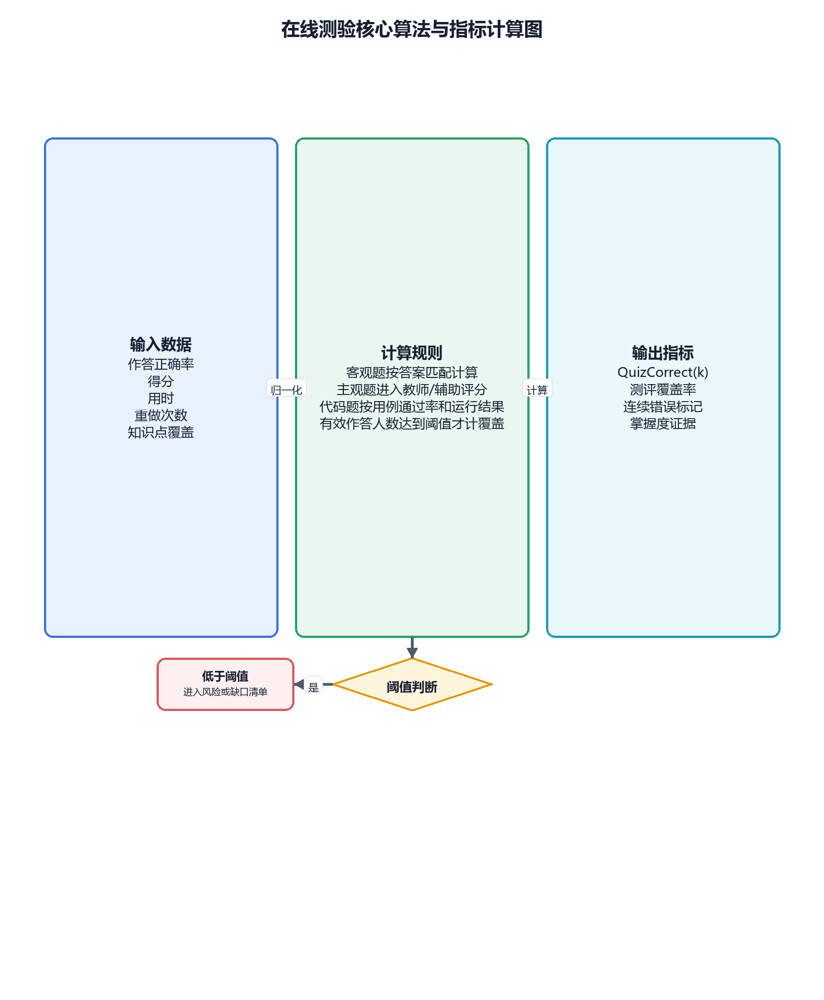 在线测验核心算法与指标计算图
输入数据
作答正确率
得分
用时
重做次数
知识点覆盖
归一化
计算规则
客观题按答案匹配计算
主观题进入教师/辅助评分
代码题按用例通过率和运行结果
有效作答人数达到阈值才计覆盖
计算
输出指标
QuizCorrect(k)
测评覆盖率
连续错误标记
掌握度证据
低于阈值
进入风险或缺口清单
是
阈值判断